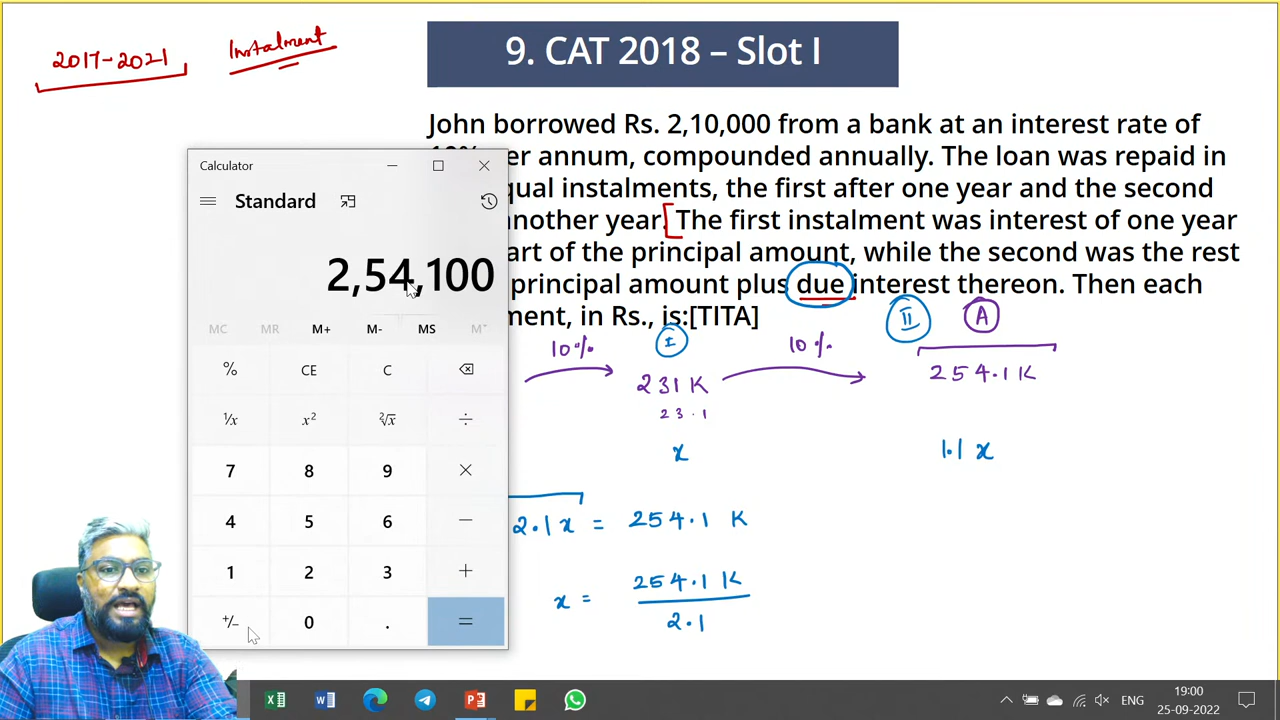 2017-2021
Instalment
9. CAT 2018 – Slot I
John borrowed Rs. 2,10,000 from a bank at an interest rate of
er annum, compounded annually. The loan was repaid in
qual instalments, the first after one year and the second
nother year. [The first instalment was interest of one year
art of the principal amount, while the second was the rest
principal amount plus due interest thereon. Then each
ment, in Rs., is:[TITA]
Calculator
Standard
2,54,100
MC MR M+ M- MS M˅
% CE C ⌫
¹/x x² ²√x ÷
7 8 9 ×
4 5 6 −
1 2 3 +
+/− 0 . =
10% I 10% II A
231 K 254.1 K
23.1
x 1.1 x
2.1 x = 254.1 K
x = 254.1 K
2.1
ENG
19:00
25-09-2022